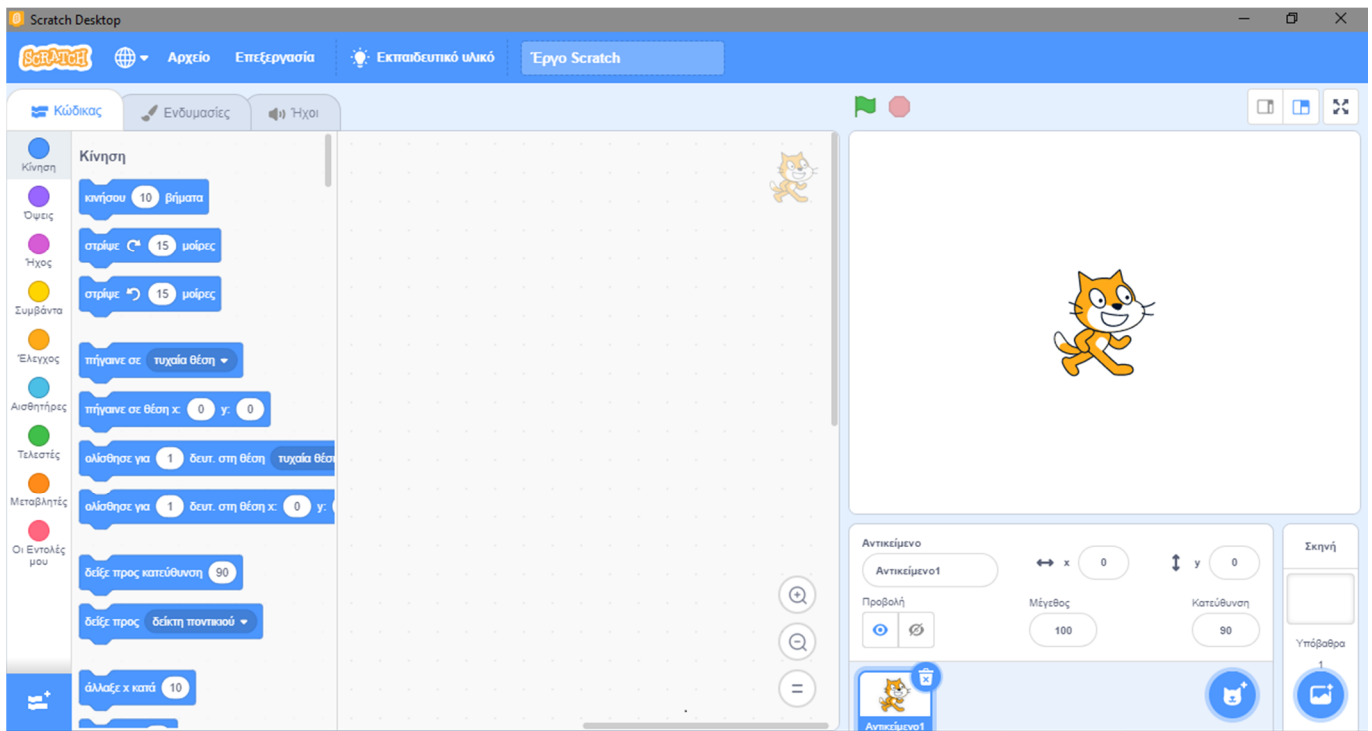 Scratch Desktop
SCRATCH Αρχείο Επεξεργασία Εκπαιδευτικό υλικό Έργο Scratch
Κώδικας Ενδυμασίες Ήχοι
Κίνηση
Όψεις
Ήχος
Συμβάντα
Έλεγχος
Αισθητήρες
Τελεστές
Μεταβλητές
Οι Εντολές
μου
Κίνηση
κινήσου 10 βήματα
στρίψε 15 μοίρες
στρίψε 15 μοίρες
πήγαινε σε τυχαία θέση
πήγαινε σε θέση x: 0 y: 0
ολίσθησε για 1 δευτ. στη θέση τυχαία θέσ
ολίσθησε για 1 δευτ. στη θέση x: 0 y:
δείξε προς κατεύθυνση 90
δείξε προς δείκτη ποντικιού
άλλαξε x κατά 10
Αντικείμενο
Αντικείμενο1 x 0 y 0
Προβολή Μέγεθος Κατεύθυνση
100 90
Αντικείμενο1
Σκηνή
Υπόβαθρα
1